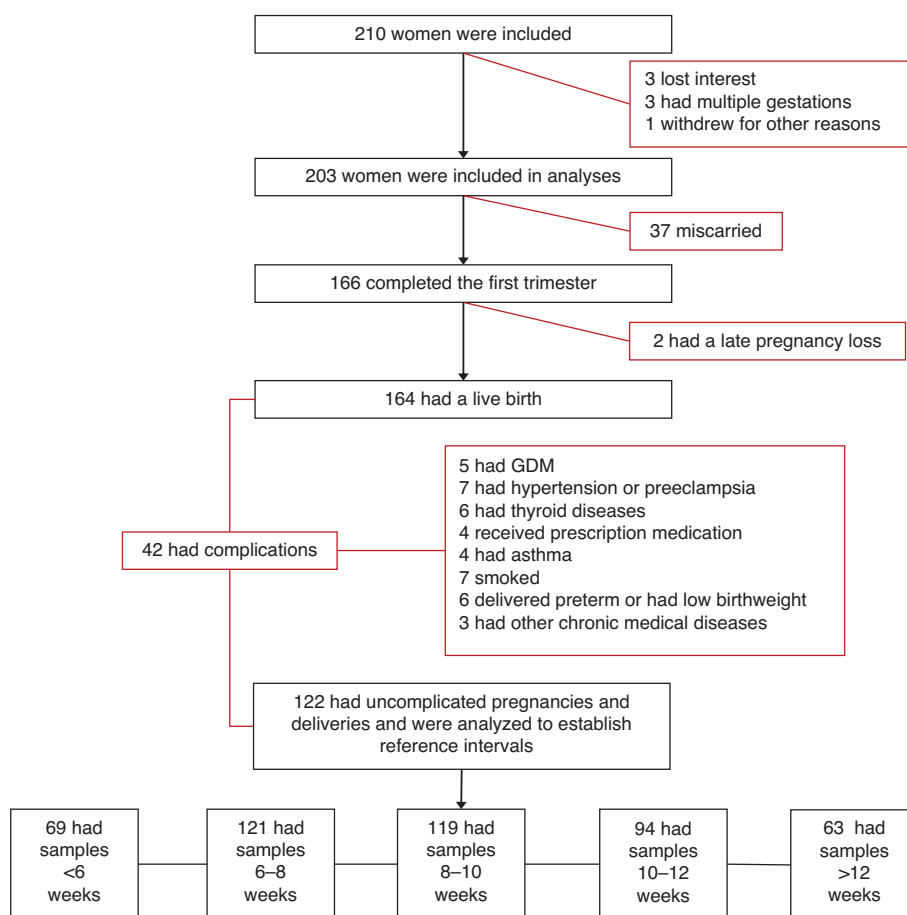 210 women were included
3 lost interest
3 had multiple gestations
1 withdrew for other reasons
203 women were included in analyses
37 miscarried
166 completed the first trimester
2 had a late pregnancy loss
164 had a live birth
5 had GDM
7 had hypertension or preeclampsia
6 had thyroid diseases
4 received prescription medication
4 had asthma
7 smoked
6 delivered preterm or had low birthweight
3 had other chronic medical diseases
42 had complications
122 had uncomplicated pregnancies and
deliveries and were analyzed to establish
reference intervals
69 had
samples
<6
weeks
121 had
samples
6–8
weeks
119 had
samples
8–10
weeks
94 had
samples
10–12
weeks
63 had
samples
>12
weeks